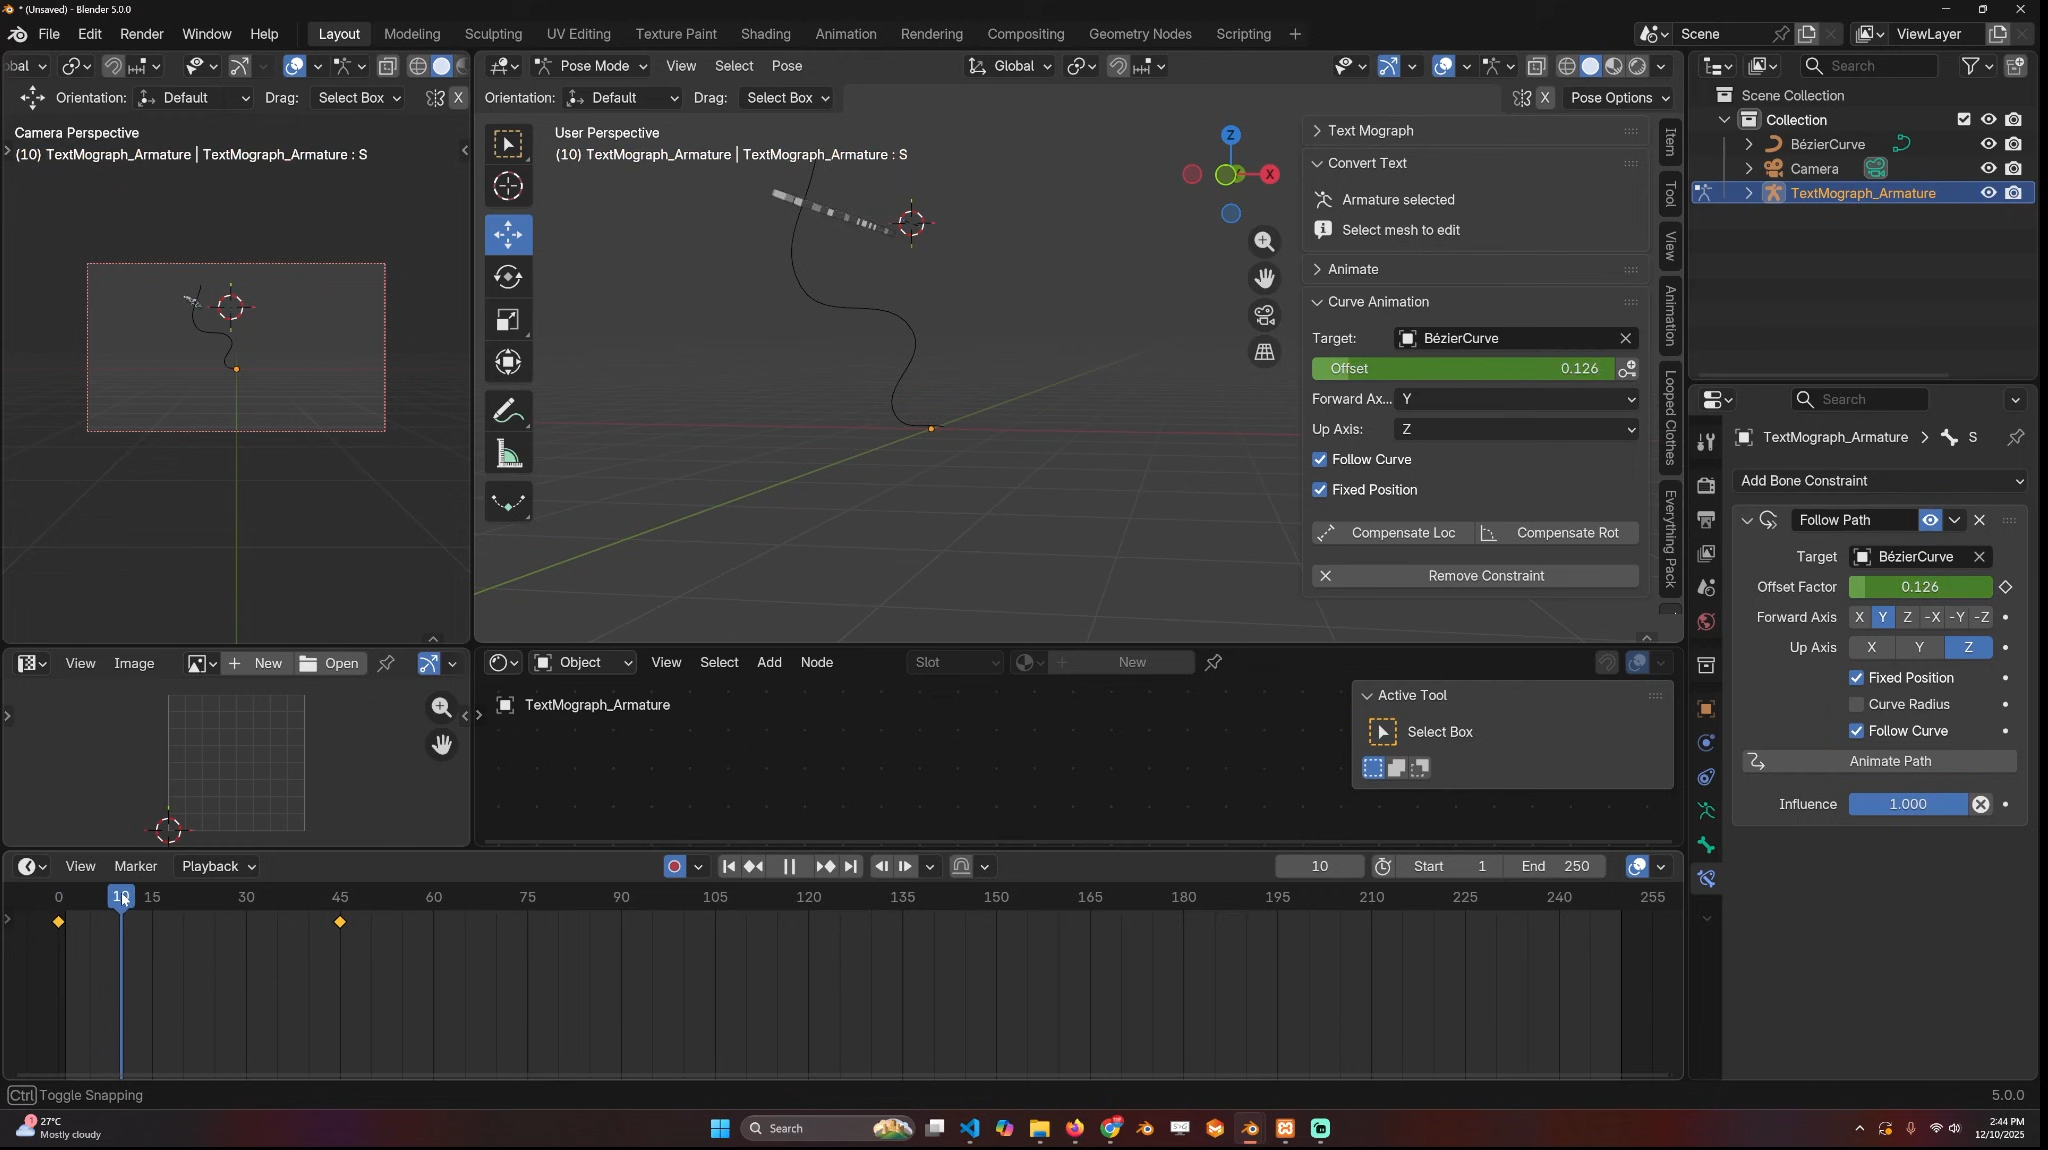 * (Unsaved) - Blender 5.0.0
File Edit Render Window Help
Layout Modeling Sculpting UV Editing Texture Paint Shading Animation Rendering Compositing Geometry Nodes Scripting +
Scene
ViewLayer
bal
Orientation: Default Drag: Select Box X
Camera Perspective
(10) TextMograph_Armature | TextMograph_Armature : S
Pose Mode View Select Pose
Global
Orientation: Default Drag: Select Box
X Pose Options
User Perspective
(10) TextMograph_Armature | TextMograph_Armature : S
Z
X
Text Mograph
Convert Text
Armature selected
Select mesh to edit
Animate
Curve Animation
Target: BézierCurve
Offset 0.126
Forward Ax... Y
Up Axis: Z
Follow Curve
Fixed Position
Compensate Loc Compensate Rot
Remove Constraint
Item
Tool
View
Animation
Looped Clothes
Everything Pack
Search
Scene Collection
Collection
BézierCurve
Camera
TextMograph_Armature
Search
TextMograph_Armature > S
Add Bone Constraint
Follow Path
Target BézierCurve
Offset Factor 0.126
Forward Axis X Y Z -X -Y -Z
Up Axis X Y Z
Fixed Position
Curve Radius
Follow Curve
Animate Path
Influence 1.000
View Image + New Open
Object View Select Add Node Slot New
TextMograph_Armature
Active Tool
Select Box
View Marker Playback
10 Start 1 End 250
0 10 15 30 45 60 75 90 105 120 135 150 165 180 195 210 225 240 255
Ctrl Toggle Snapping
5.0.0
1
27°C
Mostly cloudy
Search
2:44 PM
12/10/2025